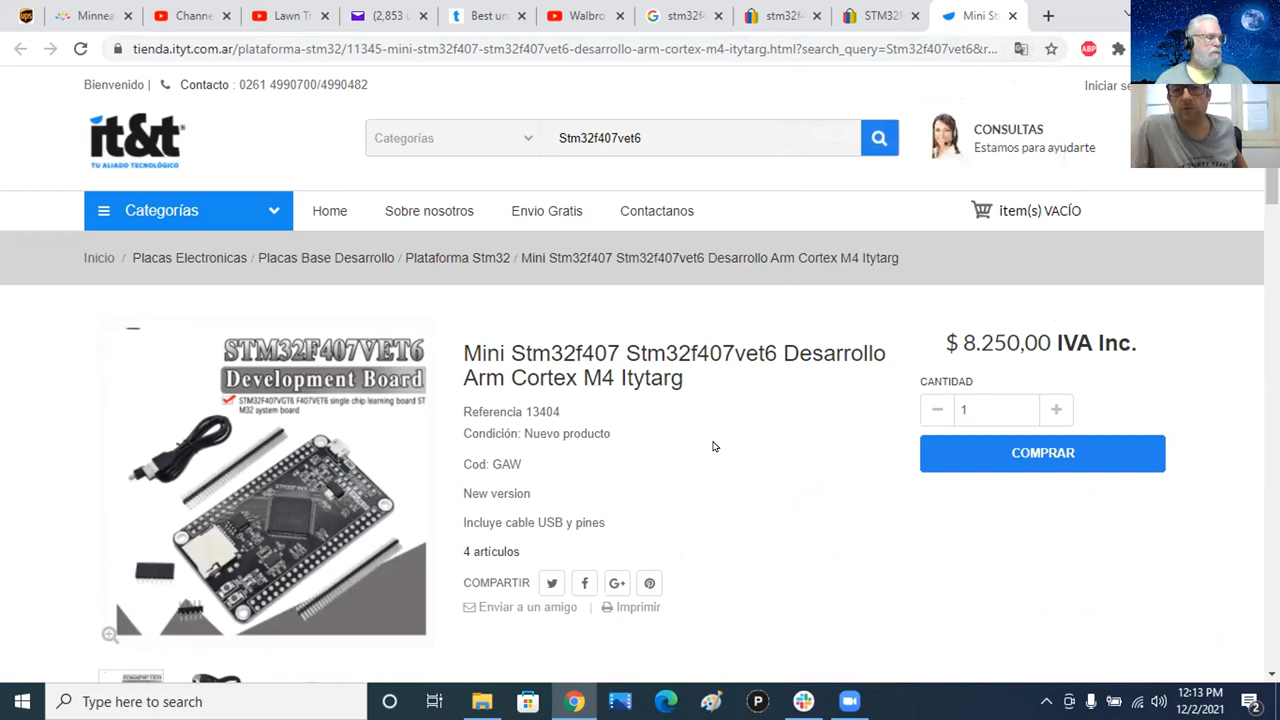 Minnea
Channe
Lawn Tr
(2,853 u
Best un
Walbro
stm32f4
stm32f4
STM32F
Mini St
tienda.ityt.com.ar/plataforma-stm32/11345-mini-stm32f407-stm32f407vet6-desarrollo-arm-cortex-m4-itytarg.html?search_query=Stm32f407vet6&r...
ABP
Bienvenido | Contacto : 0261 4990700/4990482
Iniciar se
it&t
TU ALIADO TECNOLÓGICO
Categorías
Stm32f407vet6
CONSULTAS
Estamos para ayudarte
Categorías
Home
Sobre nosotros
Envio Gratis
Contactanos
item(s) VACÍO
Inicio / Placas Electronicas / Placas Base Desarrollo / Plataforma Stm32 / Mini Stm32f407 Stm32f407vet6 Desarrollo Arm Cortex M4 Itytarg
STM32F407VET6
Development Board
STM32F407VGT6 F407VET6 single chip learning board ST
M32 system board
Mini Stm32f407 Stm32f407vet6 Desarrollo
Arm Cortex M4 Itytarg
Referencia 13404
Condición: Nuevo producto
Cod: GAW
New version
Incluye cable USB y pines
4 artículos
COMPARTIR
Enviar a un amigo | Imprimir
$ 8.250,00 IVA Inc.
CANTIDAD
1
COMPRAR
Type here to search
12:13 PM
12/2/2021
2